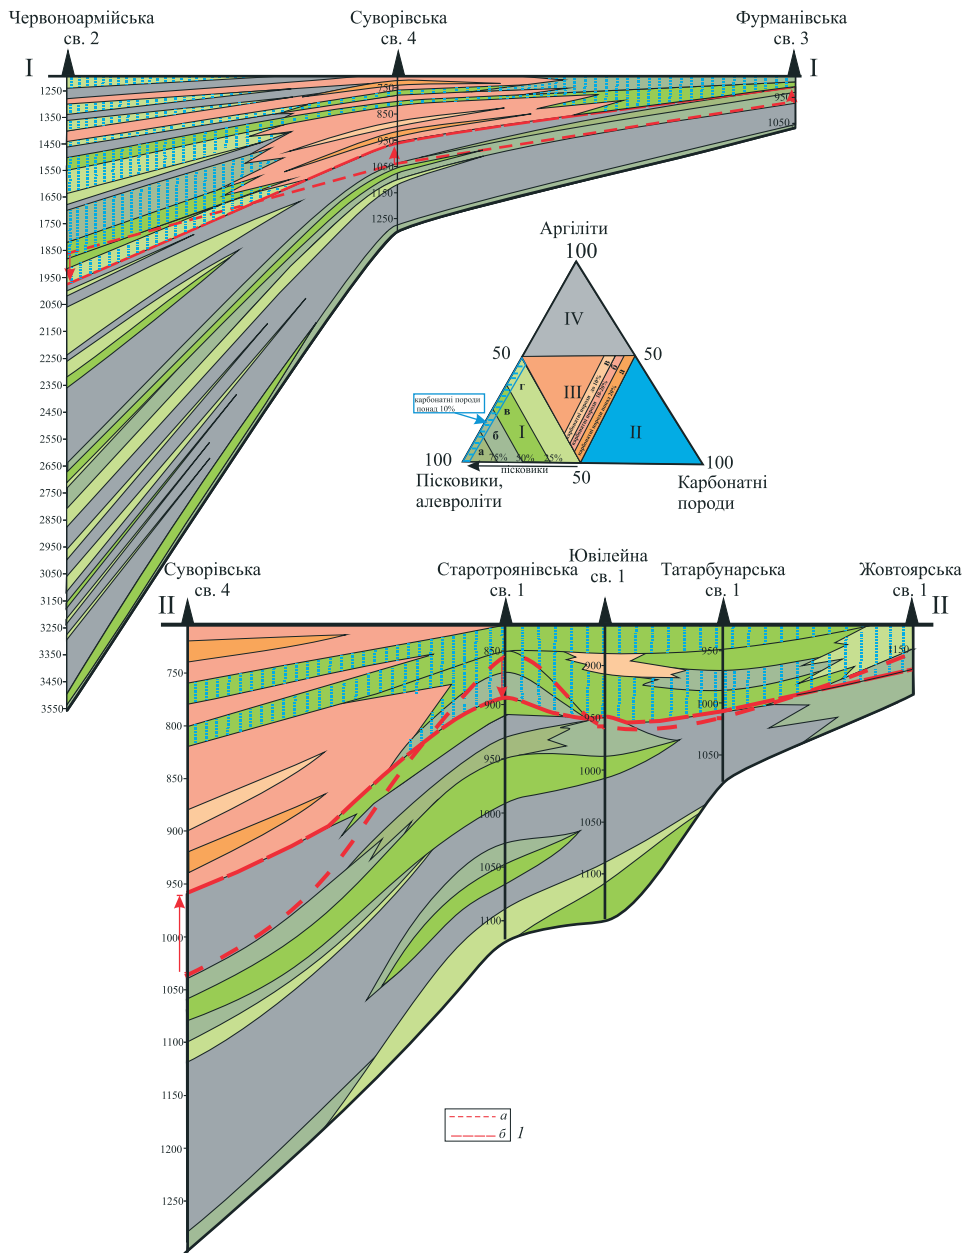 Червоноармійська
св. 2
Суворівська
св. 4
Фурманівська
св. 3
I
I
1250
1350
1450
1550
1650
1750
1850
1950
2050
2150
2250
2350
2450
2550
2650
2750
2850
2950
3050
3150
3250
3350
3450
3550
750
850
950
1050
1150
1250
950
1050
Аргіліти
100
IV
50
50
III
II
I
а
б
в
г
в
б
а
карбонатні породи
понад 10%
75%
50%
25%
100
пісковики
50
100
Пісковики,
алевроліти
Карбонатні
породи
Суворівська
св. 4
Старотроянівська
св. 1
Ювілейна
св. 1
Татарбунарська
св. 1
Жовтоярська
св. 1
II
II
750
800
850
900
950
1000
1050
1100
1150
1200
1250
850
900
950
1000
1050
1100
900
950
1000
1050
1100
950
1000
1050
1150
а
б
1